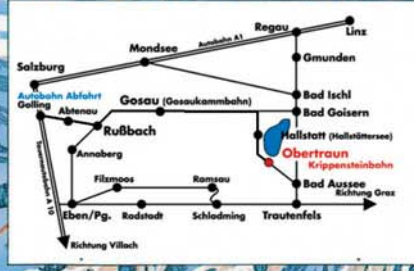 Linz
Regau
Autobahn A1
Mondsee
Gmunden
Salzburg
Autobahn Abfahrt
Golling
Abtenau
Gosau (Gosaukammbahn)
Bad Ischl
Bad Goisern
Rußbach
Hallstatt (Hallstättersee)
Annaberg
Obertraun
Krippensteinbahn
Filzmoos
Ramsau
Bad Aussee
Tauernautobahn A 10
Richtung Graz
Eben/Pg.
Radstadt
Schladming
Trautenfels
Richtung Villach